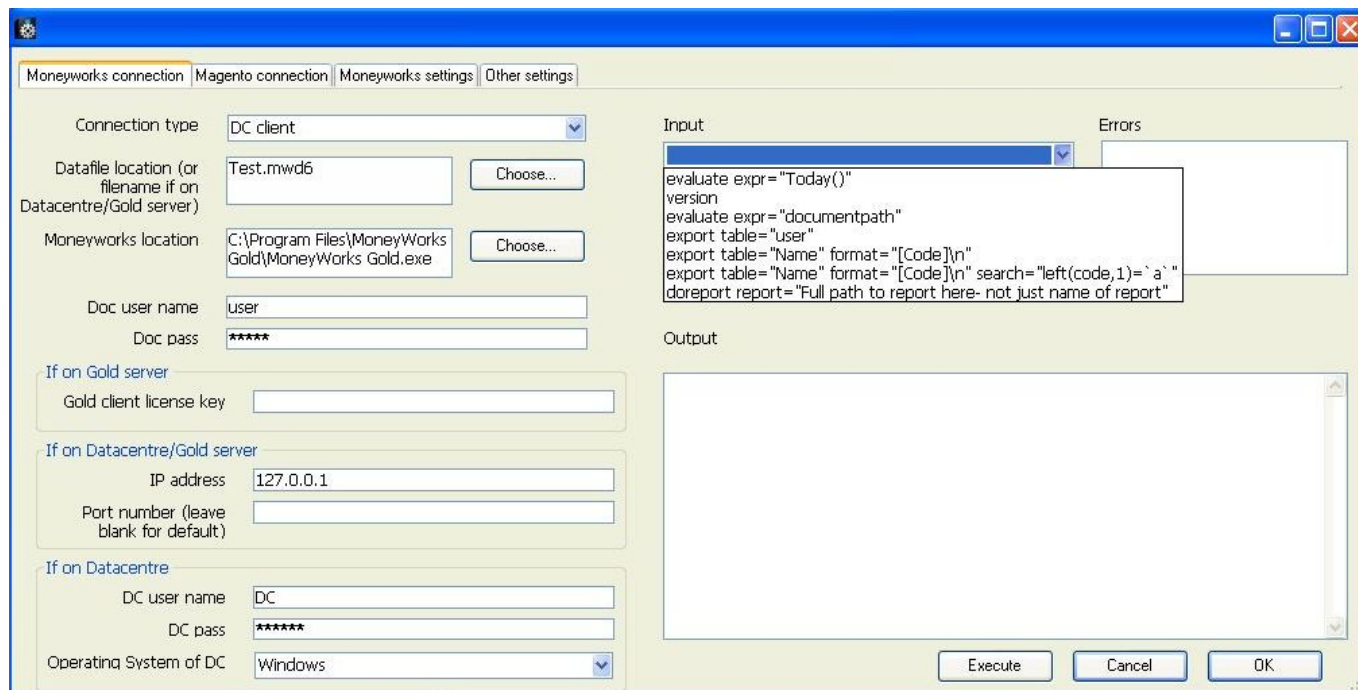 Moneyworks connection
Magento connection
Moneyworks settings
Other settings
Connection type
DC client
Datafile location (or
filename if on
Datacentre/Gold server)
Test.mwd6
Choose...
Moneyworks location
C:\Program Files\MoneyWorks
Gold\MoneyWorks Gold.exe
Choose...
Doc user name
user
Doc pass
*****
If on Gold server
Gold client license key
If on Datacentre/Gold server
IP address
127.0.0.1
Port number (leave
blank for default)
If on Datacentre
DC user name
DC
DC pass
******
Operating System of DC
Windows
Input
evaluate expr="Today()"
version
evaluate expr="documentpath"
export table="user"
export table="Name" format="[Code]\n"
export table="Name" format="[Code]\n" search="left(code,1)=`a`"
doreport report="Full path to report here- not just name of report"
Errors
Output
Execute
Cancel
OK